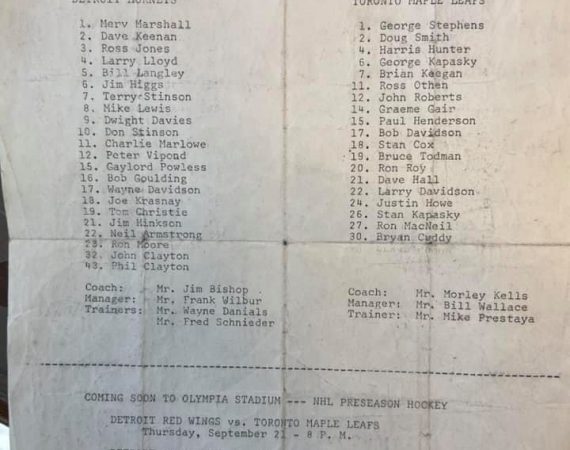 DETROIT HORNETS
1. Merv Marshall
2. Dave Keenan
3. Ross Jones
4. Larry Lloyd
5. Bill Langley
6. Jim Higgs
7. Terry Stinson
8. Mike Lewis
9. Dwight Davies
10. Don Stinson
11. Charlie Marlowe
12. Peter Vipond
15. Gaylord Powless
16. Bob Goulding
17. Wayne Davidson
18. Joe Krasnay
19. Tom Christie
21. Jim Hinkson
22. Neil Armstrong
23. Ron Moore
32. John Clayton
43. Phil Clayton
Coach: Mr. Jim Bishop
Manager: Mr. Frank Wilbur
Trainers: Mr. Wayne Danials
Mr. Fred Schnieder
TORONTO MAPLE LEAFS
1. George Stephens
2. Doug Smith
4. Harris Hunter
6. George Kapasky
7. Brian Keegan
11. Ross Othen
12. John Roberts
14. Graeme Gair
15. Paul Henderson
17. Bob Davidson
18. Stan Cox
19. Bruce Todman
20. Ron Roy
21. Dave Hall
22. Larry Davidson
24. Justin Howe
26. Stan Kapasky
27. Ron MacNeil
30. Bryan Cuddy
Coach: Mr. Morley Kells
Manager: Mr. Bill Wallace
Trainer: Mr. Mike Prestaya
COMING SOON TO OLYMPIA STADIUM --- NHL PRESEASON HOCKEY
DETROIT RED WINGS vs. TORONTO MAPLE LEAFS
Thursday, September 21 - 8 P. M.